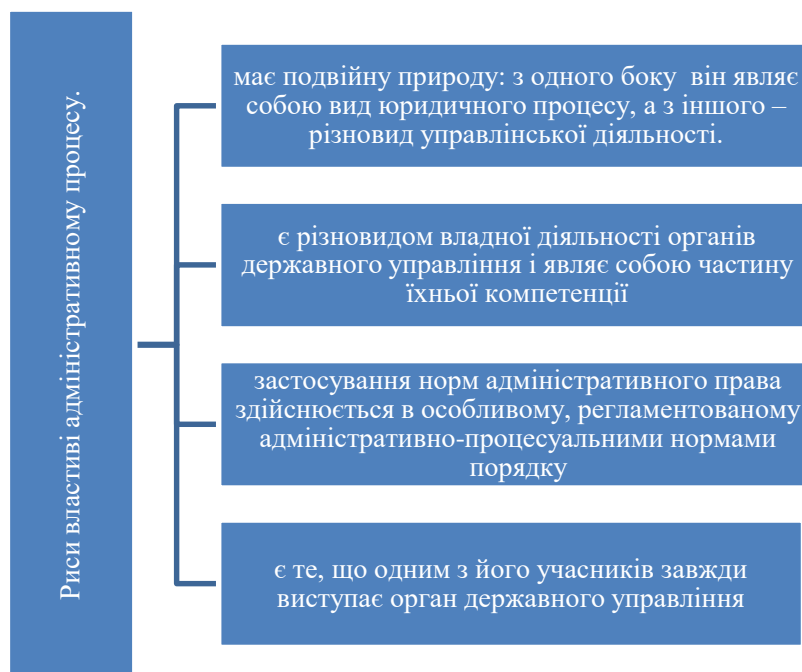 Риси властиві адміністративному процесу.
має подвійну природу: з одного боку він являє
собою вид юридичного процесу, а з іншого –
різновид управлінської діяльності.
є різновидом владної діяльності органів
державного управління і являє собою частину
їхньої компетенції
застосування норм адміністративного права
здійснюється в особливому, регламентованому
адміністративно-процесуальними нормами
порядку
є те, що одним з його учасників завжди
виступає орган державного управління